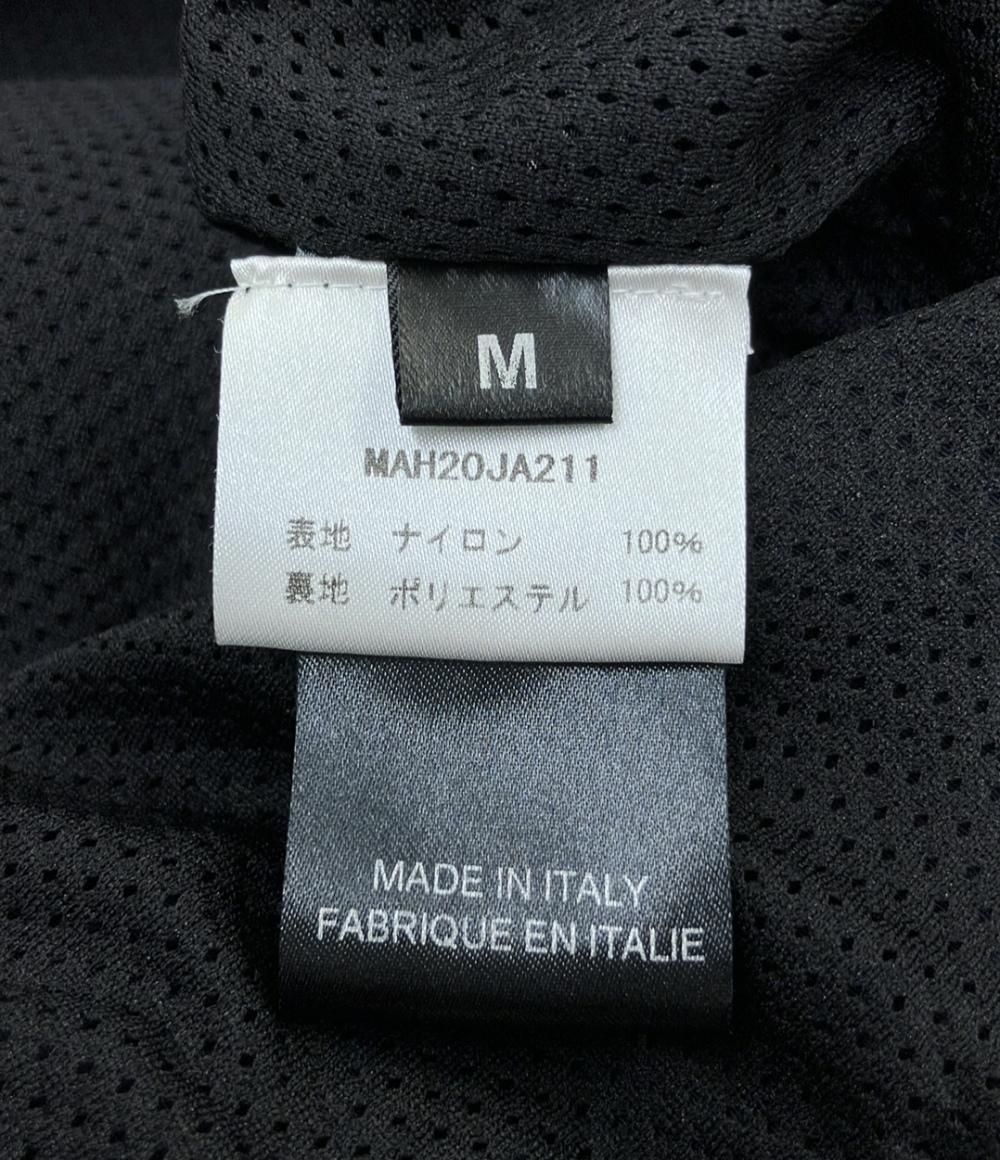 M
MAH20JA211
表地 ナイロン 100%
裏地 ポリエステル 100%
MADE IN ITALY
FABRIQUE EN ITALIE